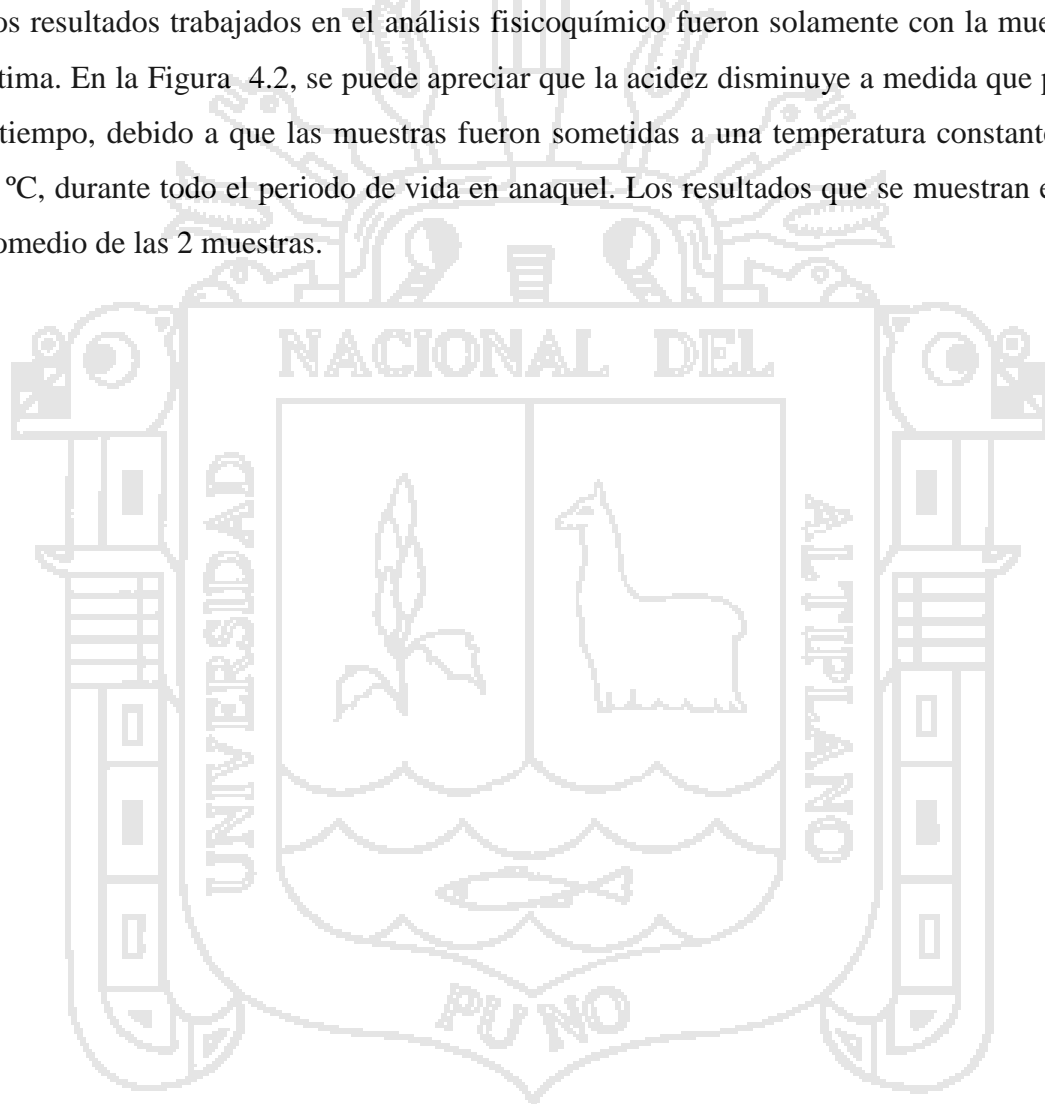 os resultados trabajados en el análisis fisicoquímico fueron solamente con la mue
tima. En la Figura 4.2, se puede apreciar que la acidez disminuye a medida que p
tiempo, debido a que las muestras fueron sometidas a una temperatura constante
ºC, durante todo el periodo de vida en anaquel. Los resultados que se muestran e
omedio de las 2 muestras.
NACIONAL DEL
UNIVERSIDAD
ALTIPLANO
PUNO